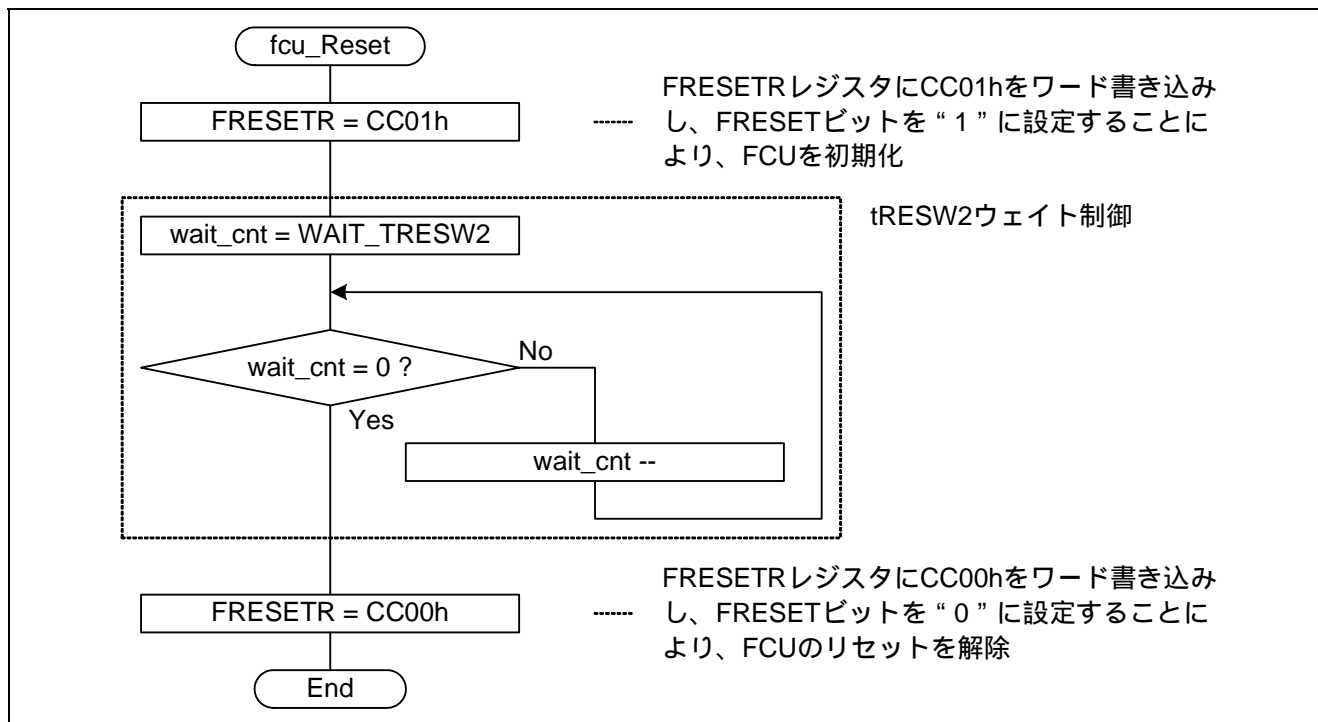 fcu_Reset
FRESETR = CC01h
FRESETRレジスタにCC01hをワード書き込み
し、FRESETビットを“1”に設定することに
より、FCUを初期化
tRESW2ウェイト制御
wait_cnt = WAIT_TRESW2
wait_cnt = 0 ?
No
Yes
wait_cnt --
FRESETR = CC00h
FRESETRレジスタにCC00hをワード書き込み
し、FRESETビットを“0”に設定することに
より、FCUのリセットを解除
End